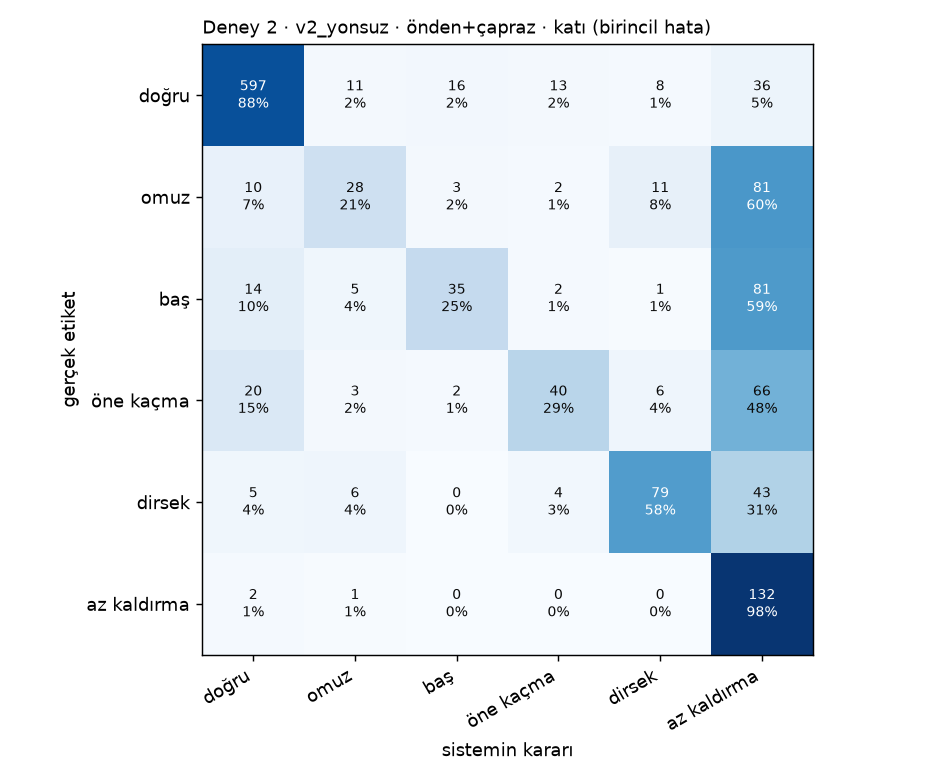 Deney 2 · v2_yonsuz · önden+çapraz · katı (birincil hata)
gerçek etiket
doğru
597 11 16 13 8 36
88% 2% 2% 2% 1% 5%
omuz
10 28 3 2 11 81
7% 21% 2% 1% 8% 60%
baş
14 5 35 2 1 81
10% 4% 25% 1% 1% 59%
öne kaçma
20 3 2 40 6 66
15% 2% 1% 29% 4% 48%
dirsek
5 6 0 4 79 43
4% 4% 0% 3% 58% 31%
az kaldırma
2 1 0 0 0 132
1% 1% 0% 0% 0% 98%
doğru omuz baş öne kaçma dirsek az kaldırma
sistemin kararı